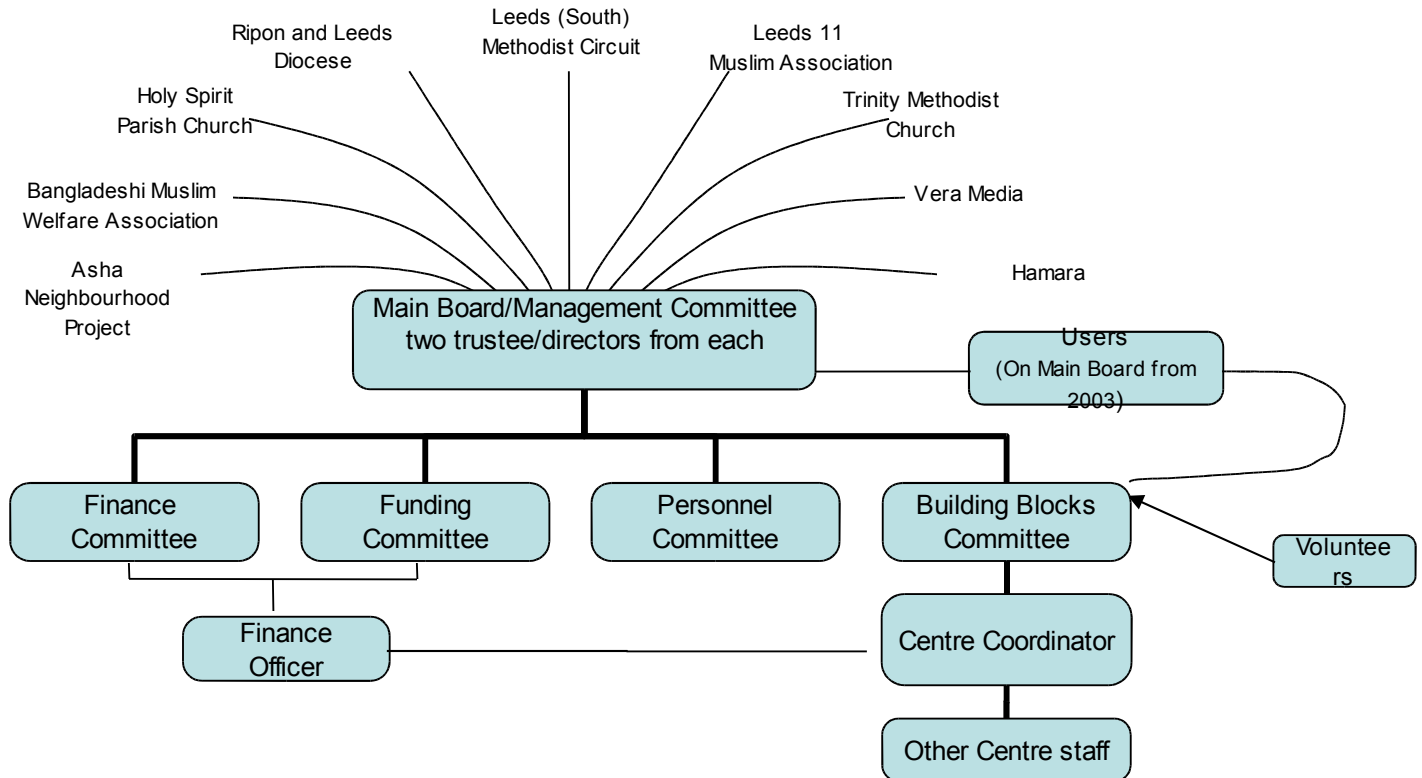 Leeds (South)
Methodist Circuit
Ripon and Leeds
Diocese
Leeds 11
Muslim Association
Holy Spirit
Parish Church
Trinity Methodist
Church
Bangladeshi Muslim
Welfare Association
Vera Media
Asha
Neighbourhood
Project
Hamara
Main Board/Management Committee
two trustee/directors from each
Users
(On Main Board from
2003)
Finance
Committee
Funding
Committee
Personnel
Committee
Building Blocks
Committee
Voluntee
rs
Finance
Officer
Centre Coordinator
Other Centre staff